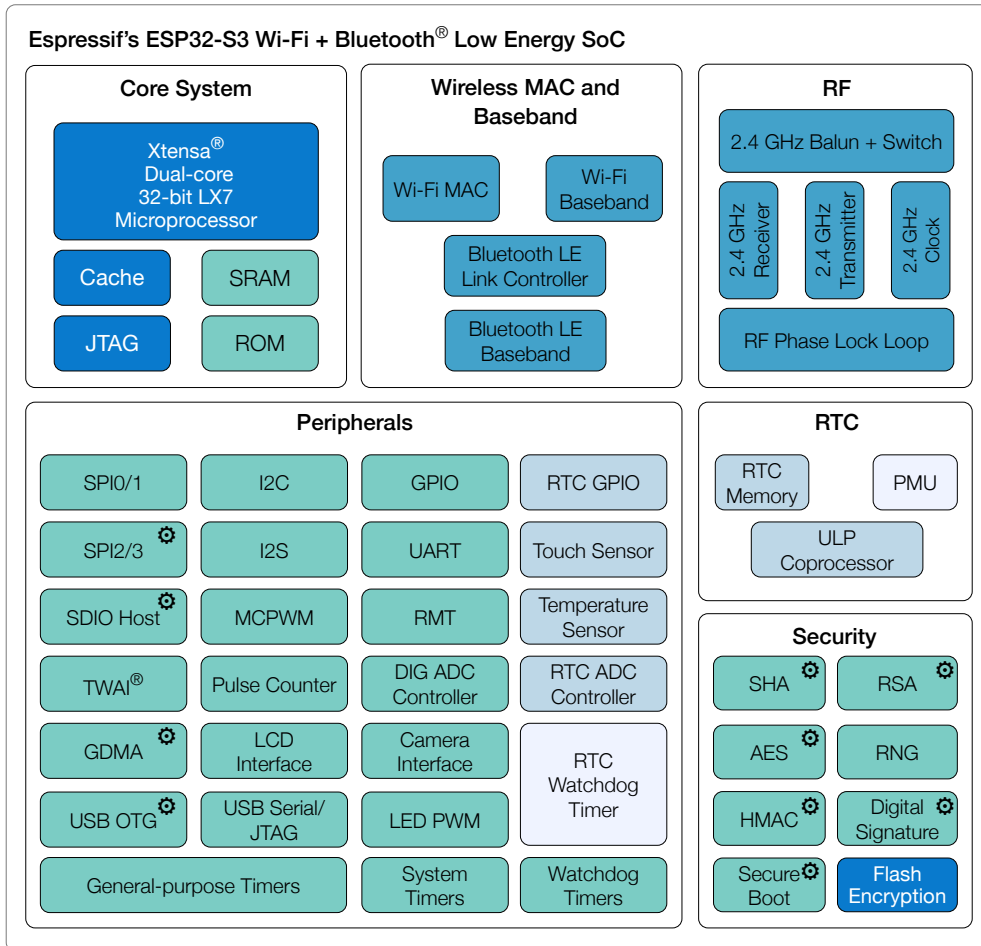 Espressif's ESP32-S3 Wi-Fi + Bluetooth® Low Energy SoC
Core System
Xtensa®
Dual-core
32-bit LX7
Microprocessor
Cache
SRAM
JTAG
ROM
Wireless MAC and
Baseband
Wi-Fi MAC
Wi-Fi
Baseband
Bluetooth LE
Link Controller
Bluetooth LE
Baseband
RF
2.4 GHz Balun + Switch
2.4 GHz
Receiver
2.4 GHz
Transmitter
2.4 GHz
Clock
RF Phase Lock Loop
Peripherals
SPI0/1
I2C
GPIO
RTC GPIO
SPI2/3
I2S
UART
Touch Sensor
SDIO Host
MCPWM
RMT
Temperature
Sensor
TWAI®
Pulse Counter
DIG ADC
Controller
RTC ADC
Controller
GDMA
LCD
Interface
Camera
Interface
RTC
Watchdog
Timer
USB OTG
USB Serial/
JTAG
LED PWM
General-purpose Timers
System
Timers
Watchdog
Timers
RTC
RTC
Memory
PMU
ULP
Coprocessor
Security
SHA
RSA
AES
RNG
HMAC
Digital
Signature
Secure
Boot
Flash
Encryption